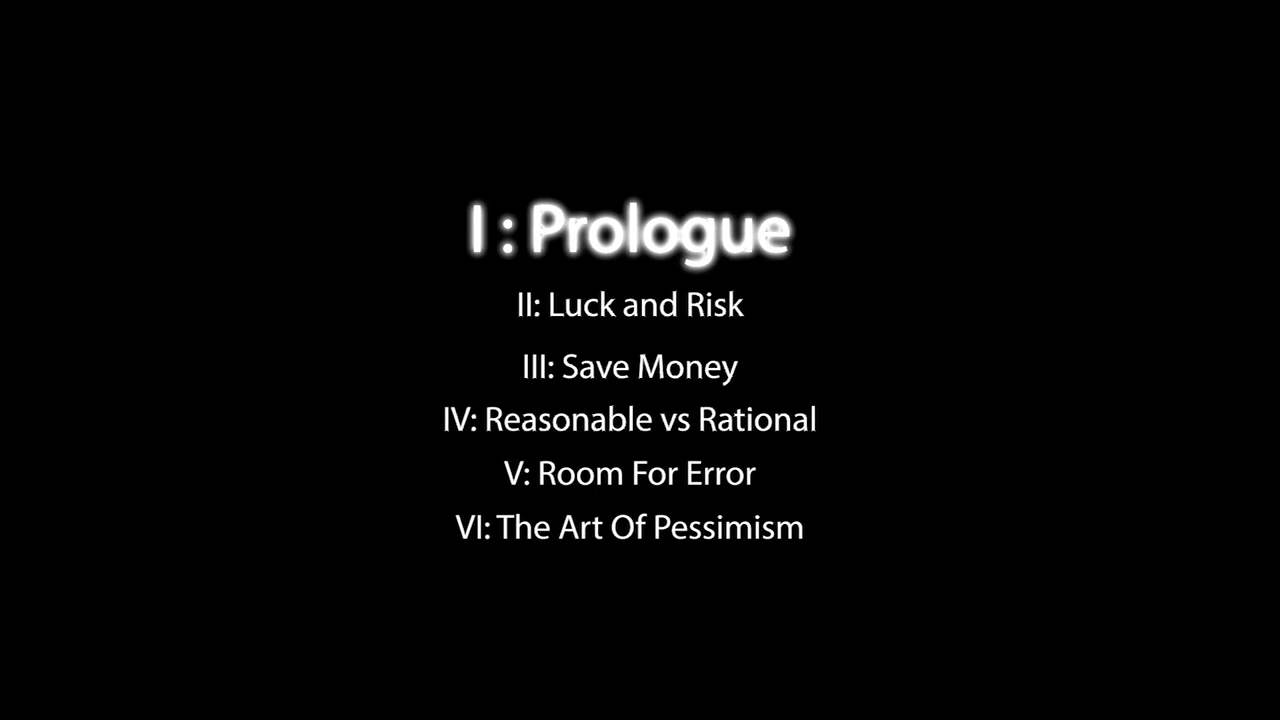 I : Prologue
II: Luck and Risk
III: Save Money
IV: Reasonable vs Rational
V: Room For Error
VI: The Art Of Pessimism